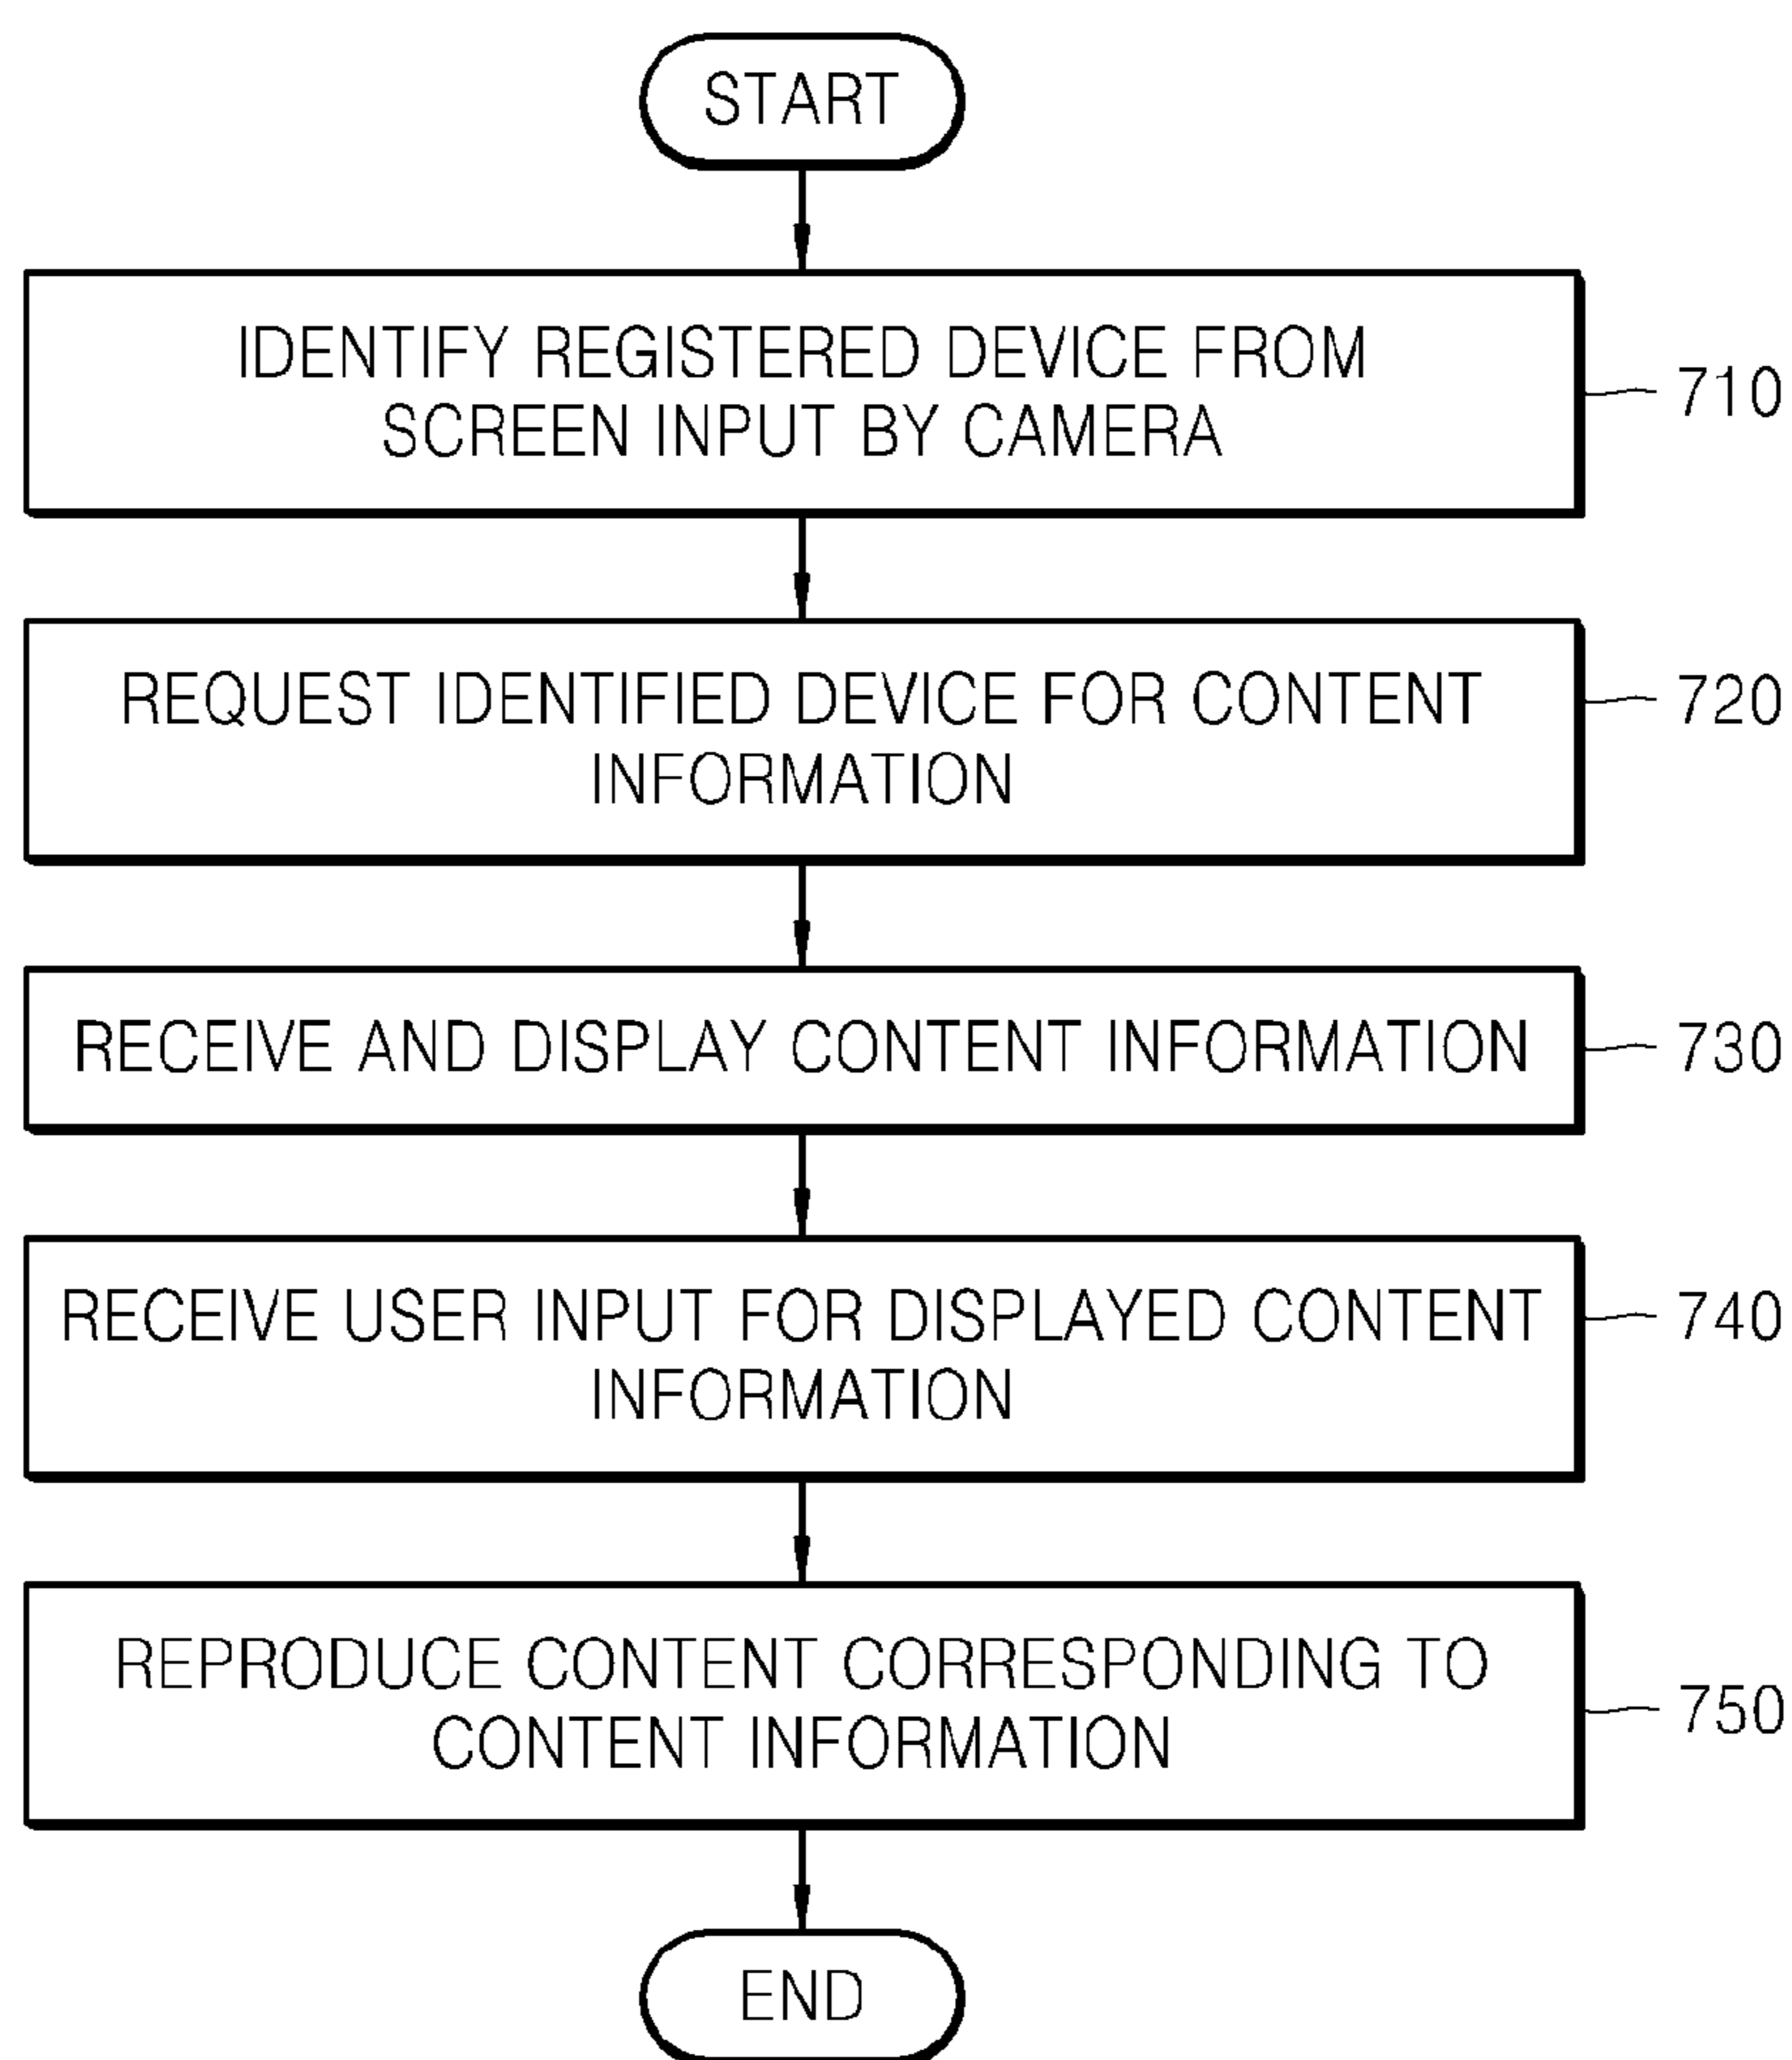 START
IDENTIFY REGISTERED DEVICE FROM
SCREEN INPUT BY CAMERA
710
REQUEST IDENTIFIED DEVICE FOR CONTENT
INFORMATION
720
RECEIVE AND DISPLAY CONTENT INFORMATION
730
RECEIVE USER INPUT FOR DISPLAYED CONTENT
INFORMATION
740
REPRODUCE CONTENT CORRESPONDING TO
CONTENT INFORMATION
750
END